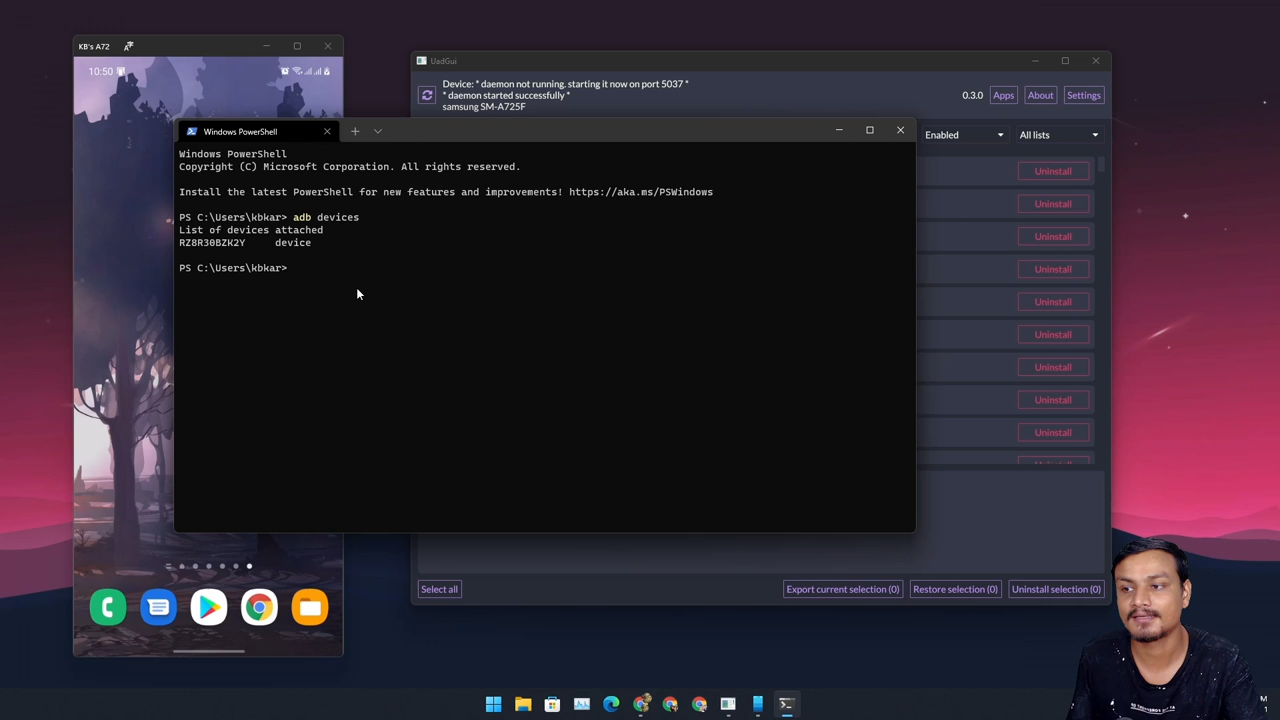 KB's A72
10:50
UadGui
Device: * daemon not running. starting it now on port 5037 *
* daemon started successfully *
samsung SM-A725F
0.3.0
Apps
About
Settings
Windows PowerShell
Enabled
All lists
Windows PowerShell
Copyright (C) Microsoft Corporation. All rights reserved.
Install the latest PowerShell for new features and improvements! https://aka.ms/PSWindows
PS C:\Users\kbkar> adb devices
List of devices attached
RZ8R30BZK2Y device
PS C:\Users\kbkar>
Uninstall
Uninstall
Uninstall
Uninstall
Uninstall
Uninstall
Uninstall
Uninstall
Uninstall
Uninstall
Select all
Export current selection (0)
Restore selection (0)
Uninstall selection (0)